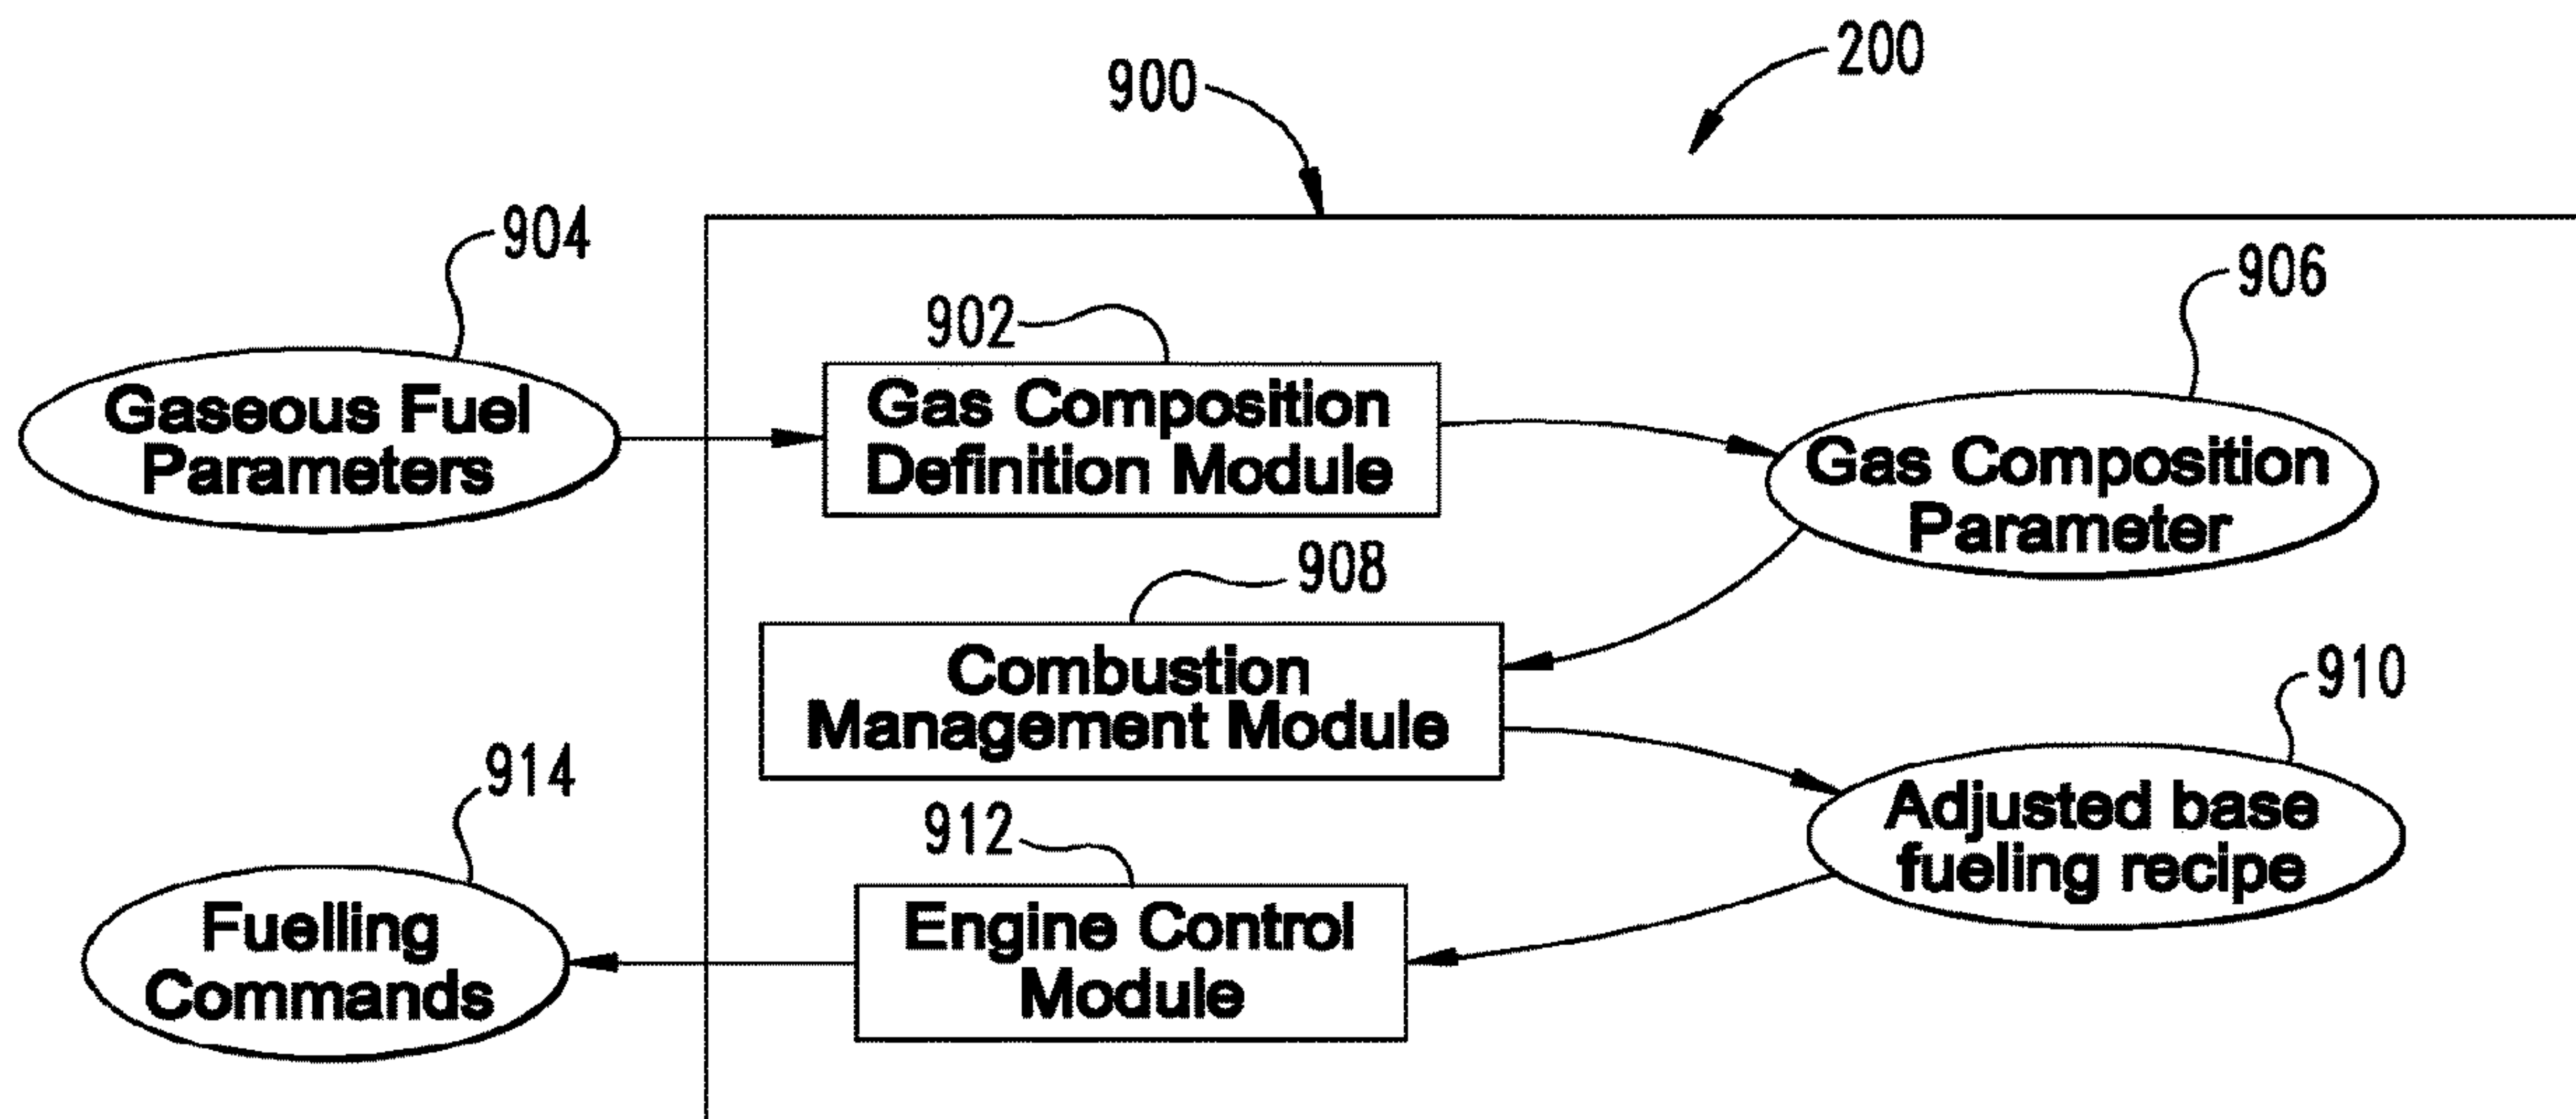 200
900
904
906
902
Gaseous Fuel
Parameters
Gas Composition
Definition Module
Gas Composition
Parameter
908
Combustion
Management Module
910
914
912
Adjusted base
fueling recipe
Fuelling
Commands
Engine Control
Module